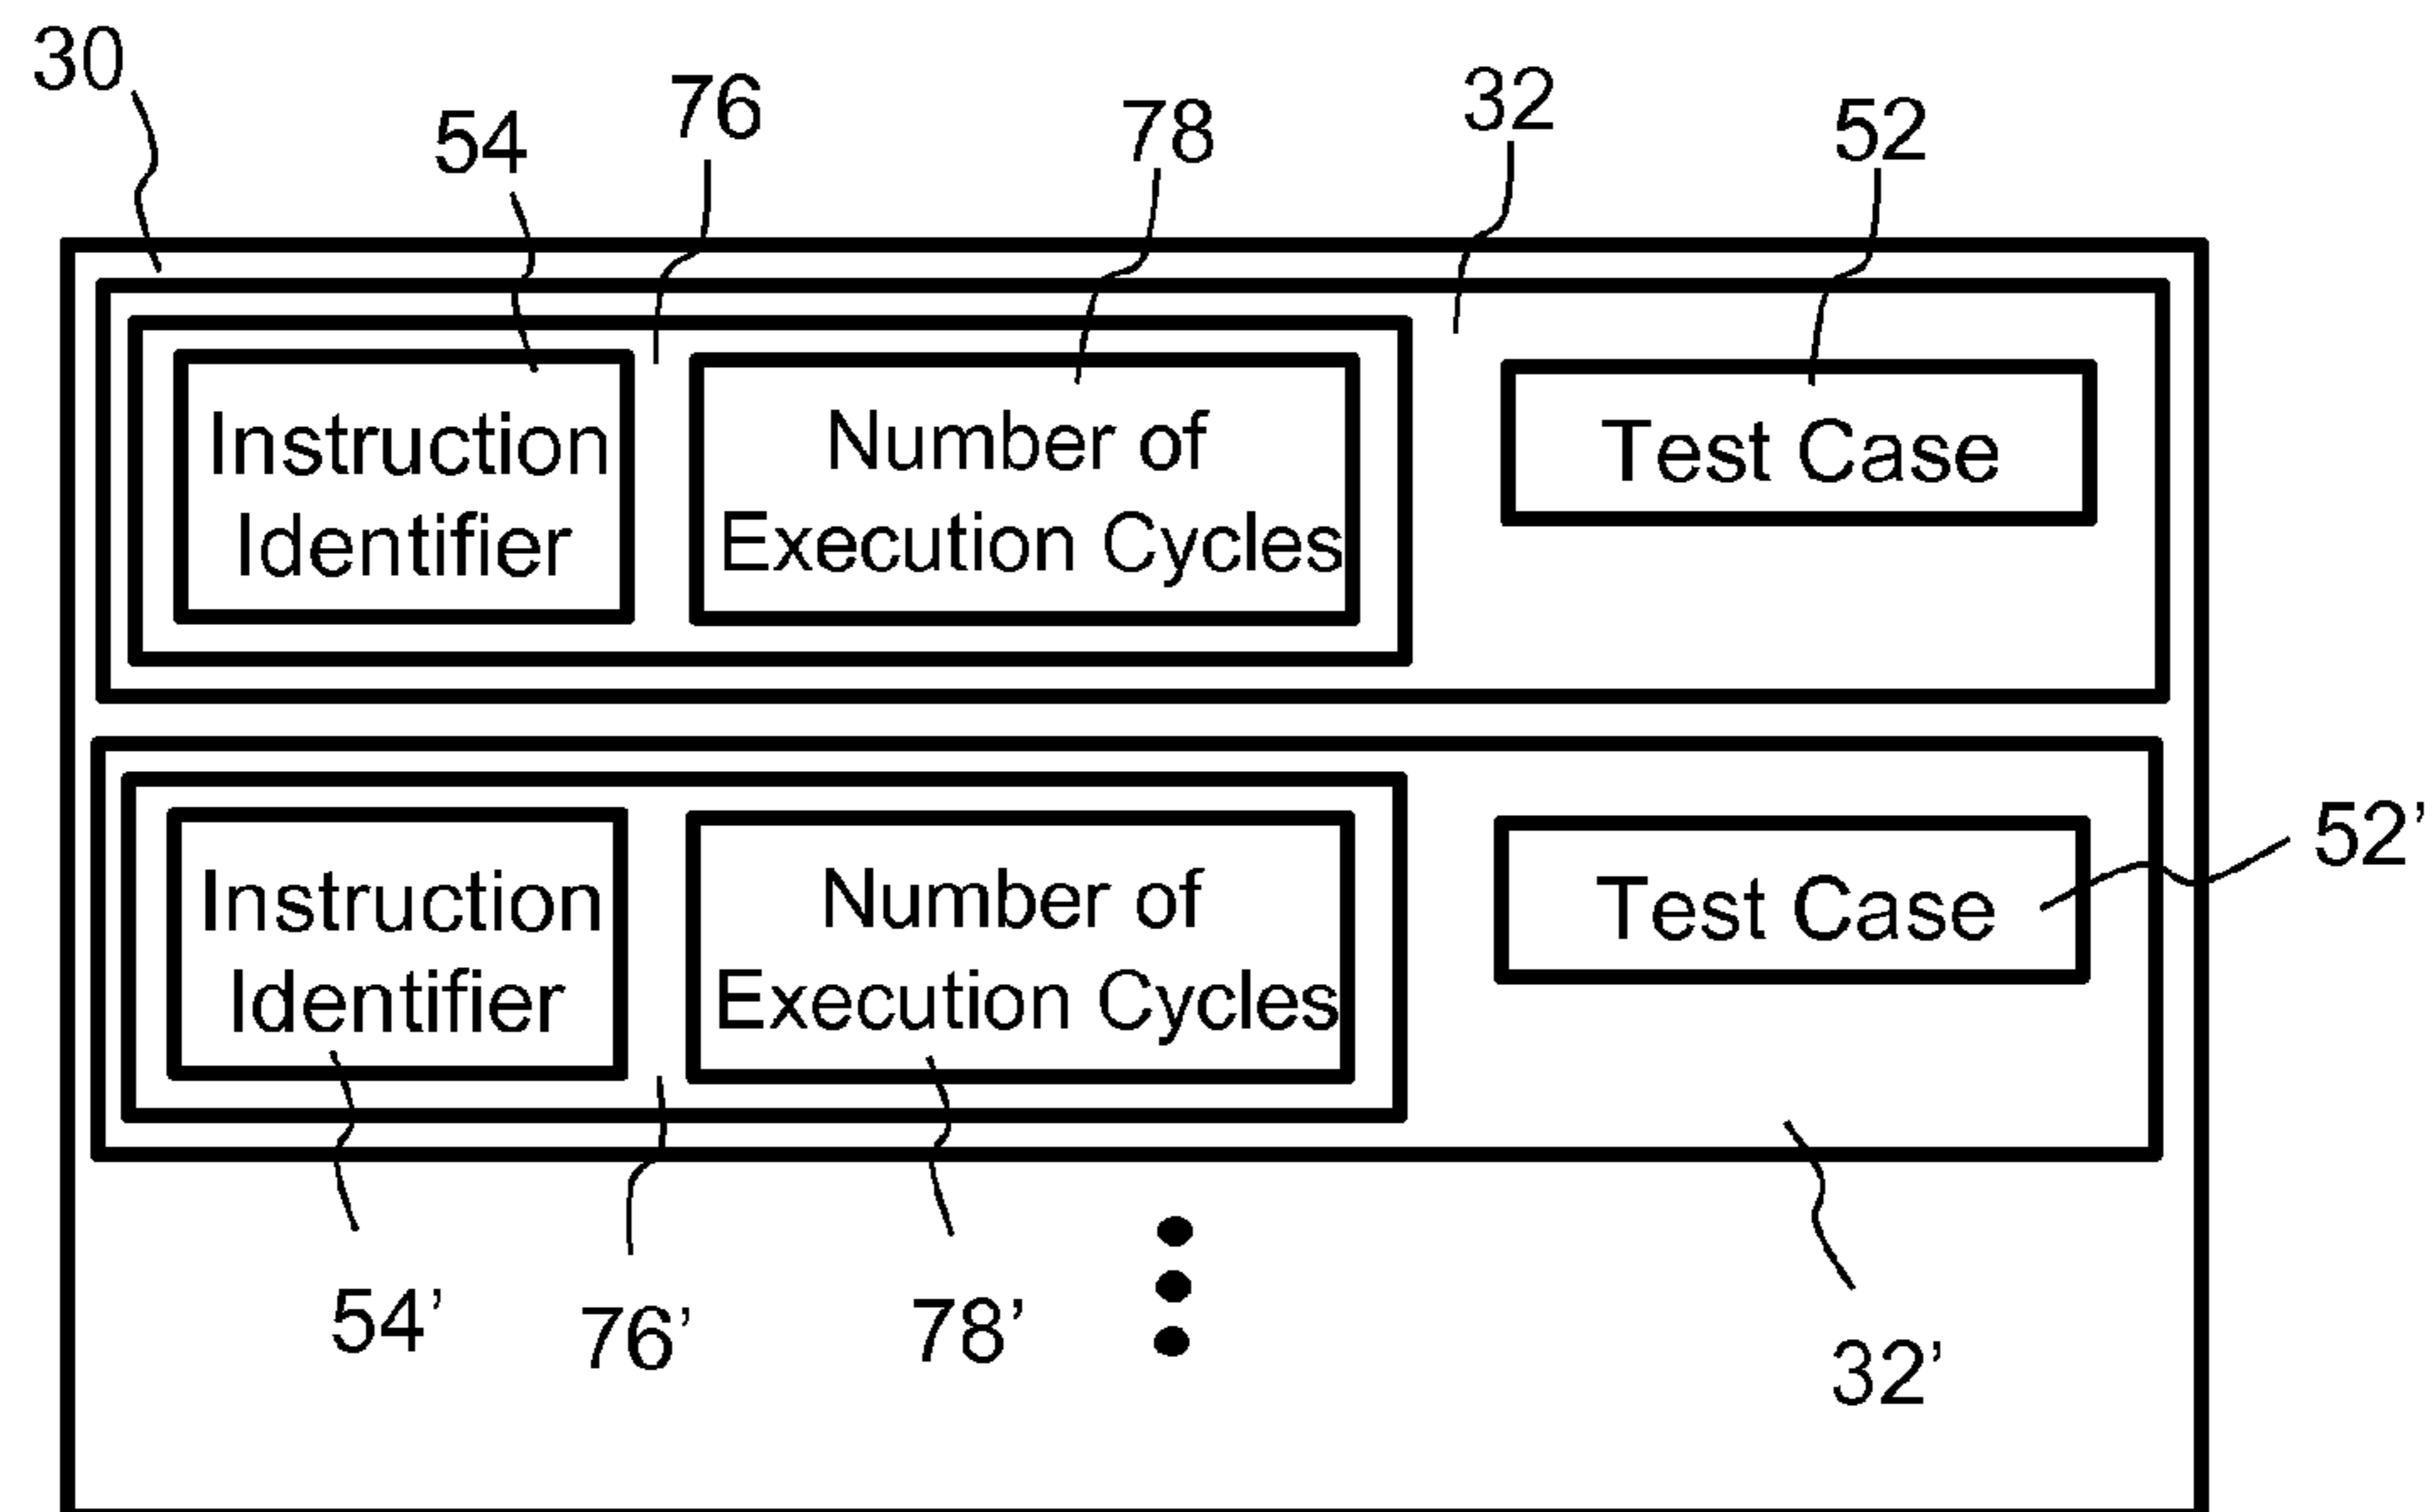 30
54
76
78
32
52
Instruction
Identifier
Number of
Execution Cycles
Test Case
Instruction
Identifier
Number of
Execution Cycles
Test Case
52’
54’
76’
78’
32’